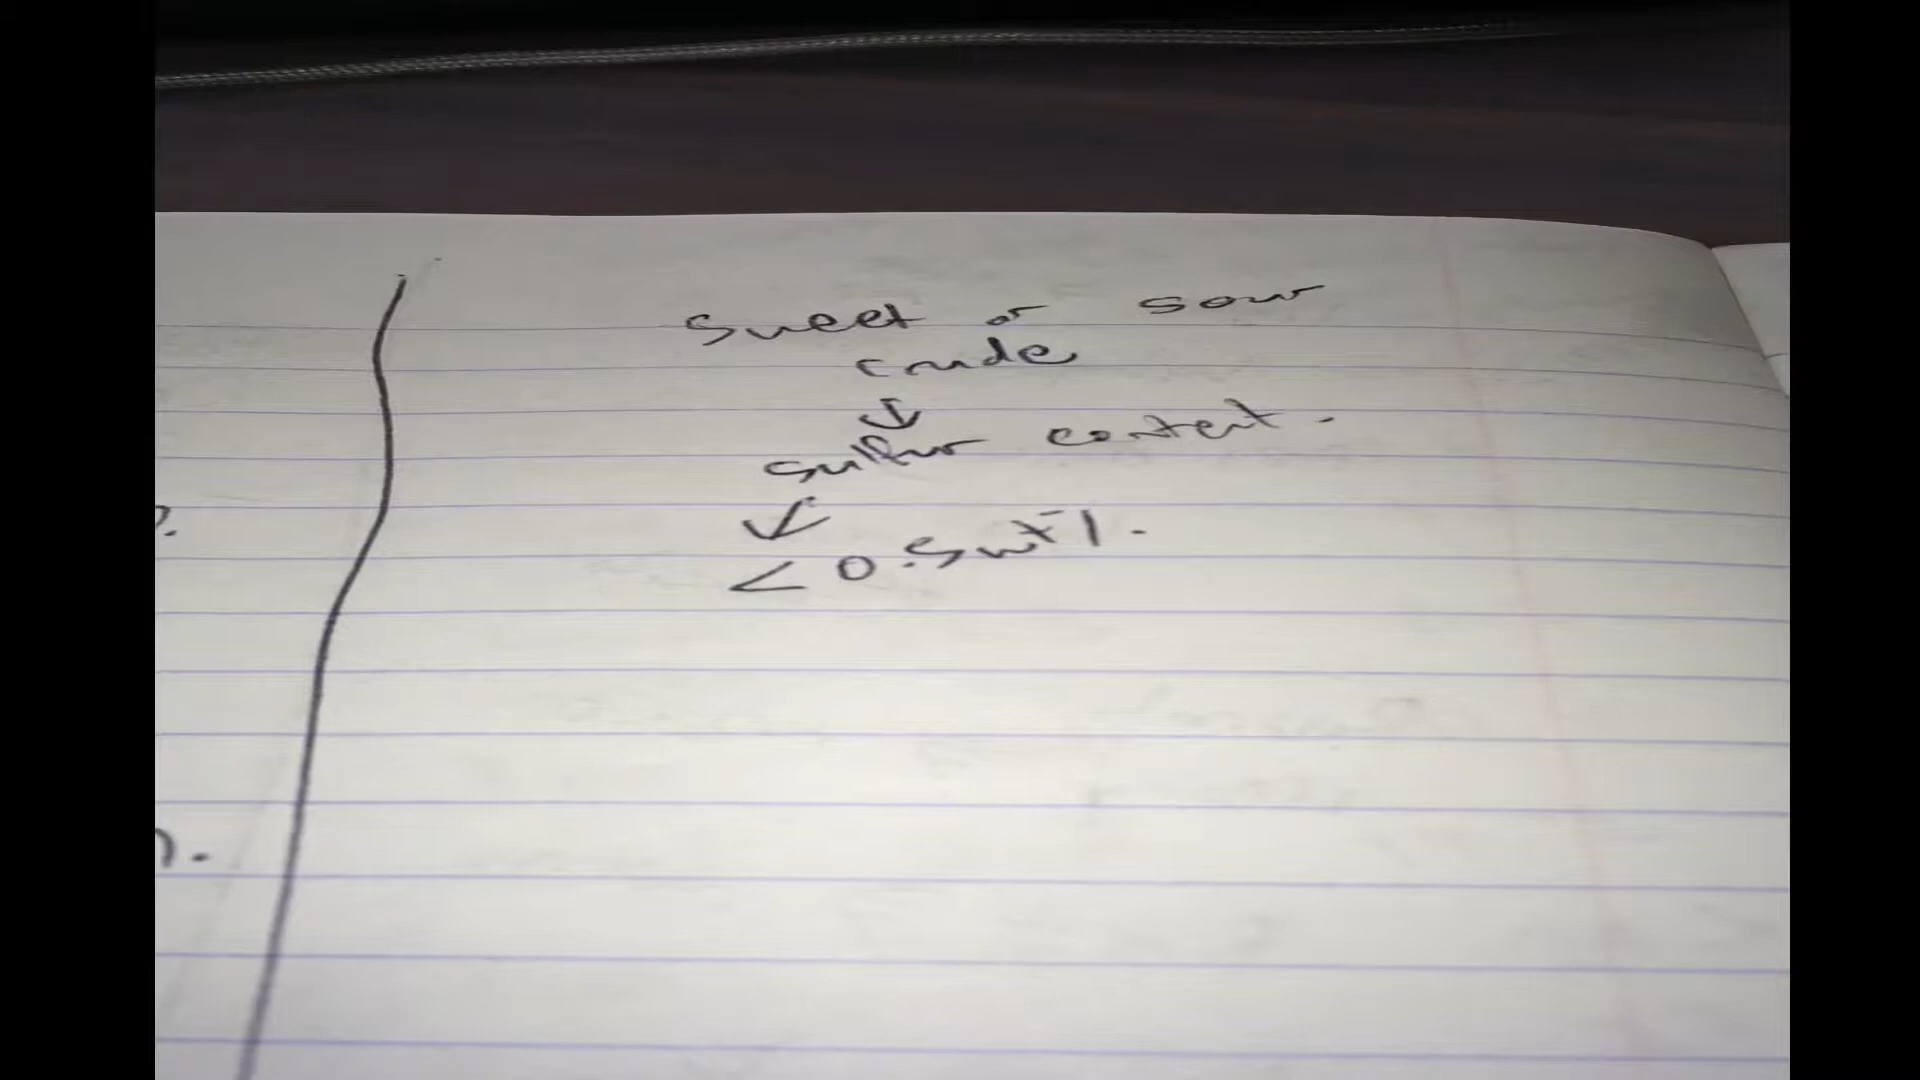 sweet or sour
crude
↓
sulfur content.
↙
< 0.5wt%.